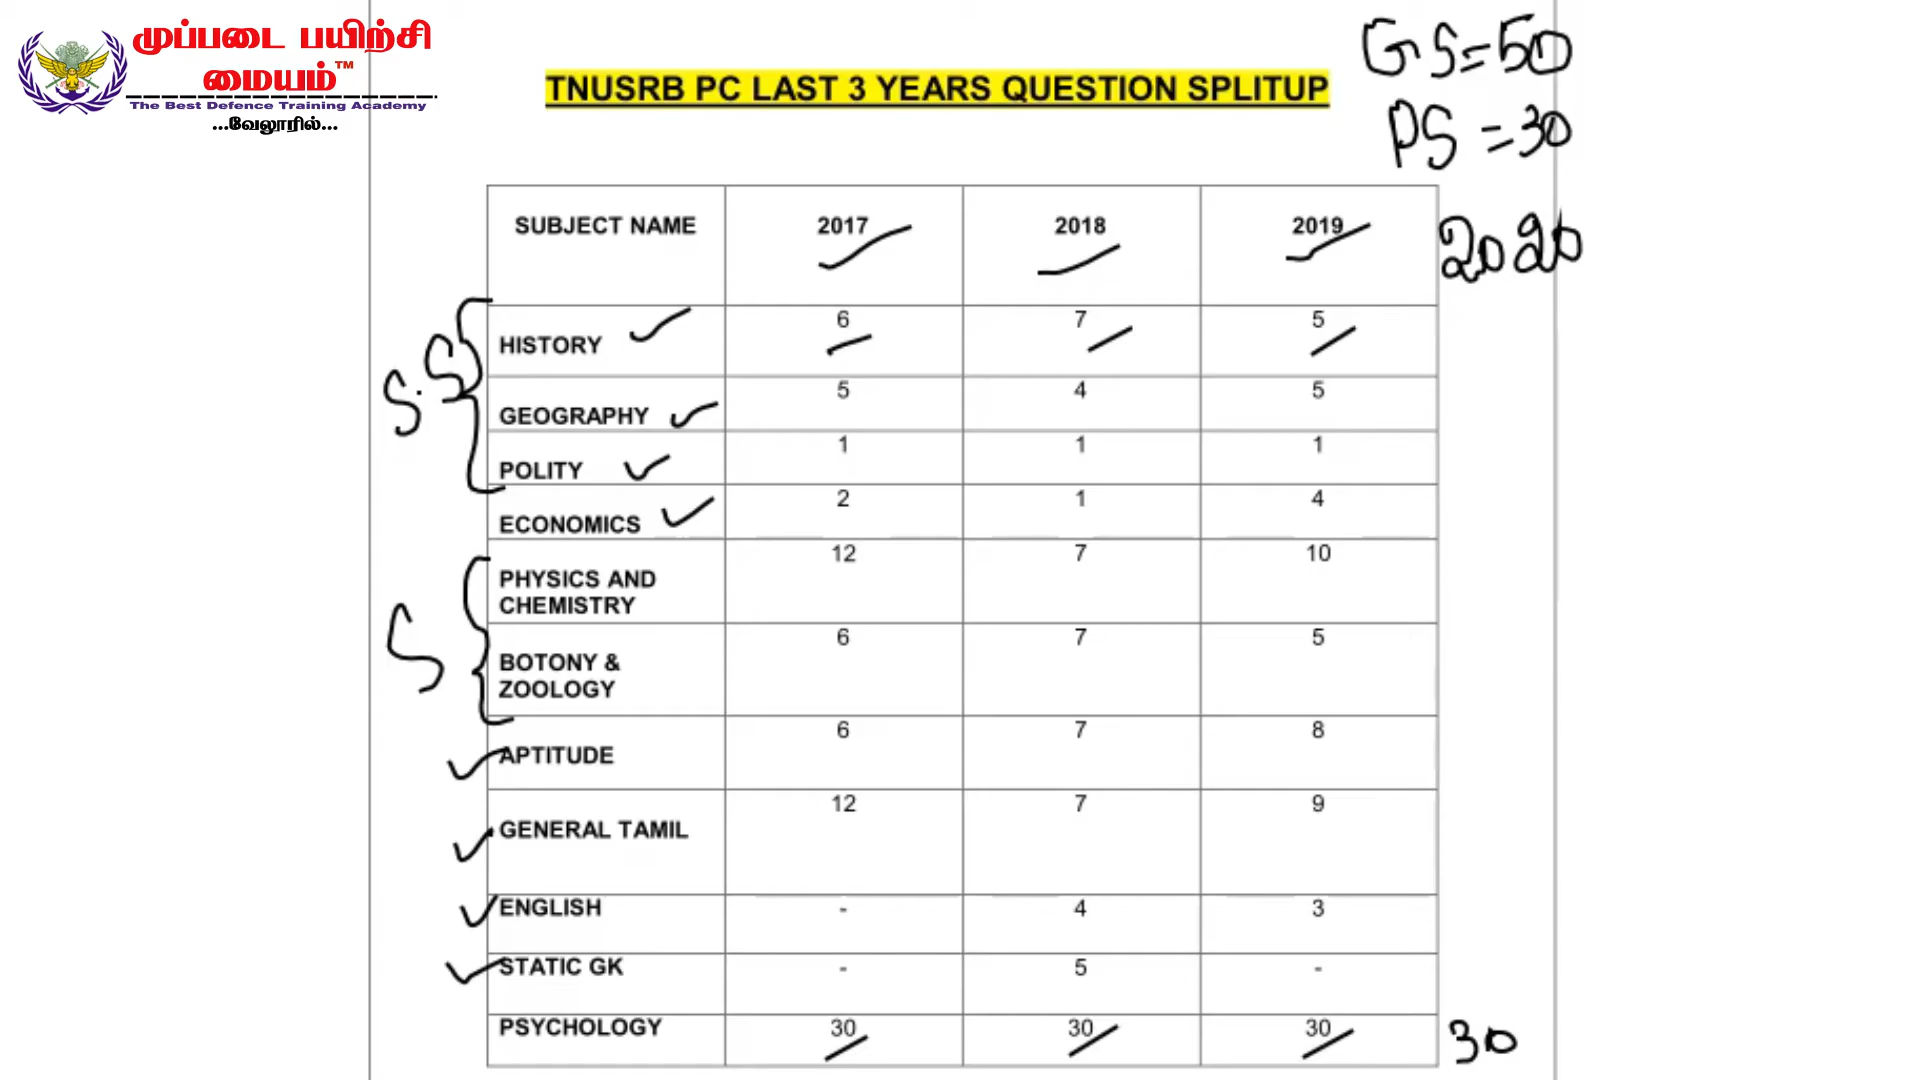 முப்படை பயிற்சி
மையம்™
The Best Defence Training Academy
...வேலூரில்...
TNUSRB PC LAST 3 YEARS QUESTION SPLITUP
GS=50
PS=30
SUBJECT NAME 2017 2018 2019 2020
HISTORY 6 7 5
S.S
GEOGRAPHY 5 4 5
POLITY 1 1 1
ECONOMICS 2 1 4
PHYSICS AND CHEMISTRY 12 7 10
S
BOTONY & ZOOLOGY 6 7 5
APTITUDE 6 7 8
GENERAL TAMIL 12 7 9
ENGLISH - 4 3
STATIC GK - 5 -
PSYCHOLOGY 30 30 30 30